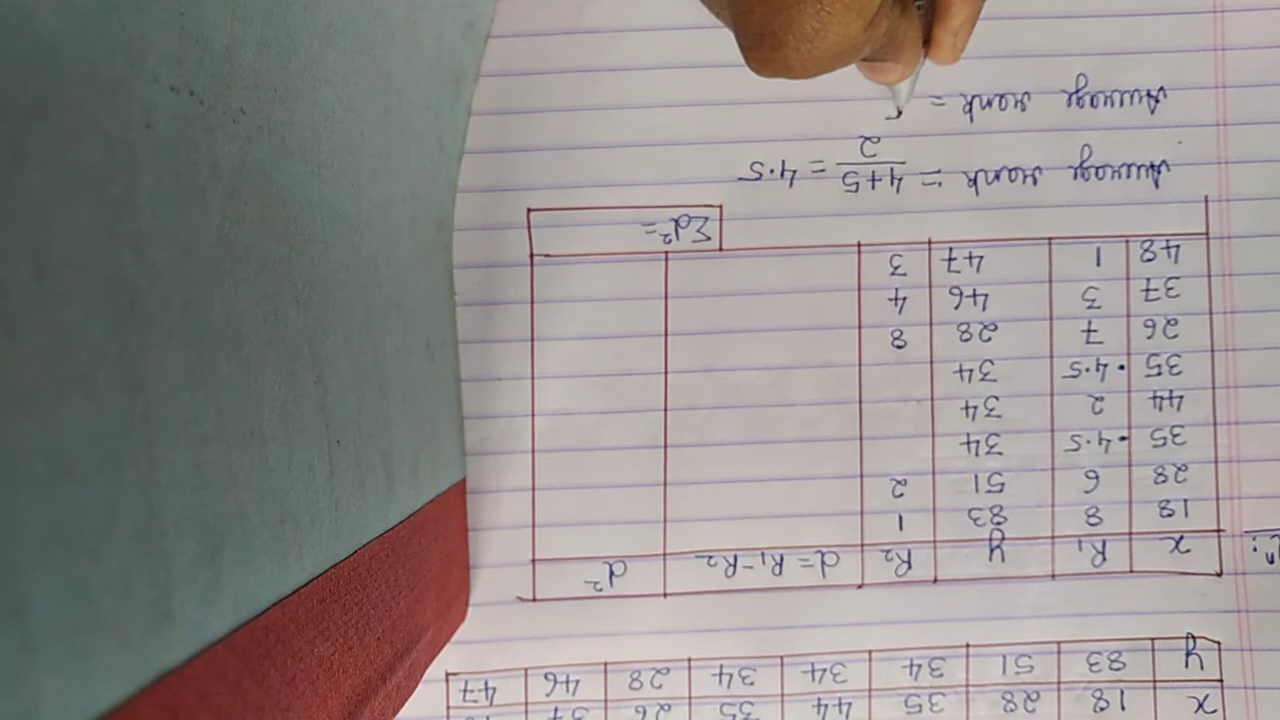 x 18 28 35 44 35 26 37
y 83 51 34 34 34 28 46 47
x R₁ y R₂ d=R₁-R₂ d²
18 8 83 1
28 6 51 2
35 •4.5 34
44 2 34
35 •4.5 34
26 7 28 8
37 3 46 4
48 1 47 3
Σd²=
Average rank = 4+5/2 = 4.5
Average rank =